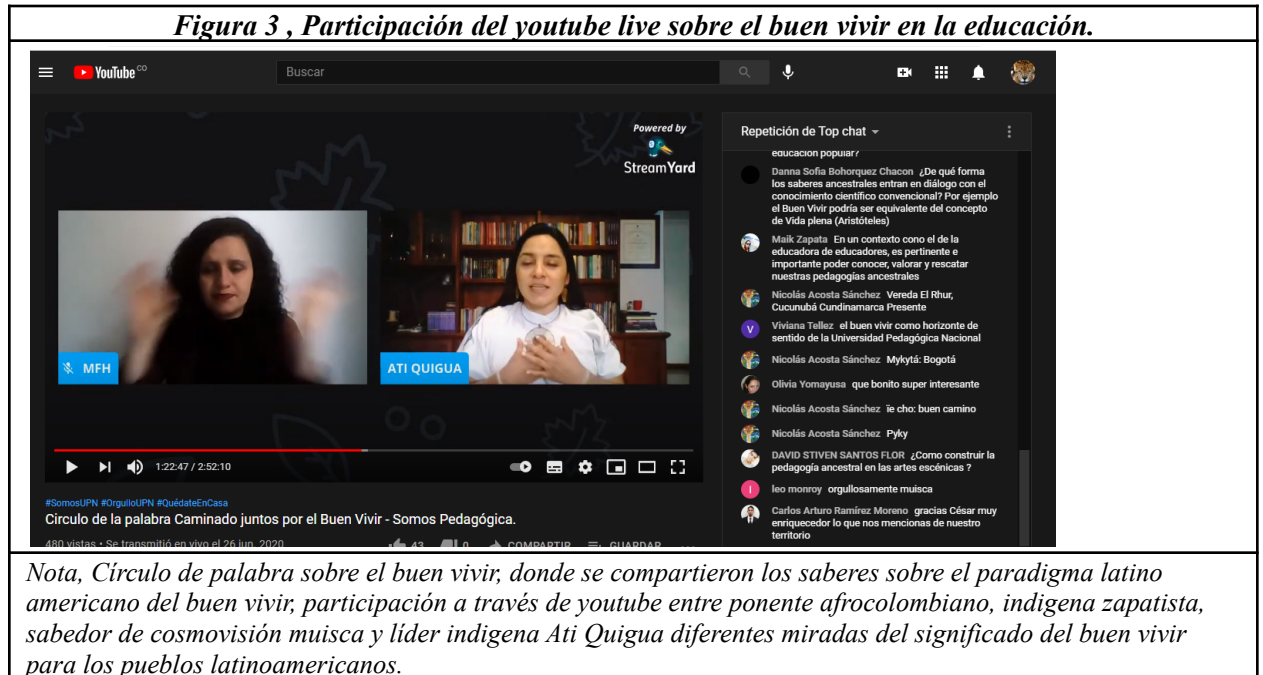 Figura 3 , Participación del youtube live sobre el buen vivir en la educación.
YouTube CO
Buscar
Powered by
StreamYard
MFH
ATI QUIGUA
1:22:47 / 2:52:10
#SomosUPN #OrgulloUPN #QuédateEnCasa
Circulo de la palabra Caminado juntos por el Buen Vivir - Somos Pedagógica.
480 vistas • Se transmitió en vivo el 26 jun. 2020
43
0
COMPARTIR
GUARDAR
Repetición de Top chat
educación popular?
Danna Sofia Bohorquez Chacon ¿De qué forma
los saberes ancestrales entran en diálogo con el
conocimiento científico convencional? Por ejemplo
el Buen Vivir podría ser equivalente del concepto
de Vida plena (Aristóteles)
Maik Zapata En un contexto cono el de la
educadora de educadores, es pertinente e
importante poder conocer, valorar y rescatar
nuestras pedagogías ancestrales
Nicolás Acosta Sánchez Vereda El Rhur,
Cucunubá Cundinamarca Presente
V
Viviana Tellez el buen vivir como horizonte de
sentido de la Universidad Pedagógica Nacional
Nicolás Acosta Sánchez Mykytá: Bogotá
Olivia Yomayusa que bonito super interesante
Nicolás Acosta Sánchez ïe cho: buen camino
Nicolás Acosta Sánchez Pyky
DAVID STIVEN SANTOS FLOR ¿Como construir la
pedagogía ancestral en las artes escénicas ?
l
leo monroy orgullosamente muisca
Carlos Arturo Ramírez Moreno gracias César muy
enriquecedor lo que nos mencionas de nuestro
territorio
Nota, Círculo de palabra sobre el buen vivir, donde se compartieron los saberes sobre el paradigma latino
americano del buen vivir, participación a través de youtube entre ponente afrocolombiano, indigena zapatista,
sabedor de cosmovisión muisca y líder indigena Ati Quigua diferentes miradas del significado del buen vivir
para los pueblos latinoamericanos.